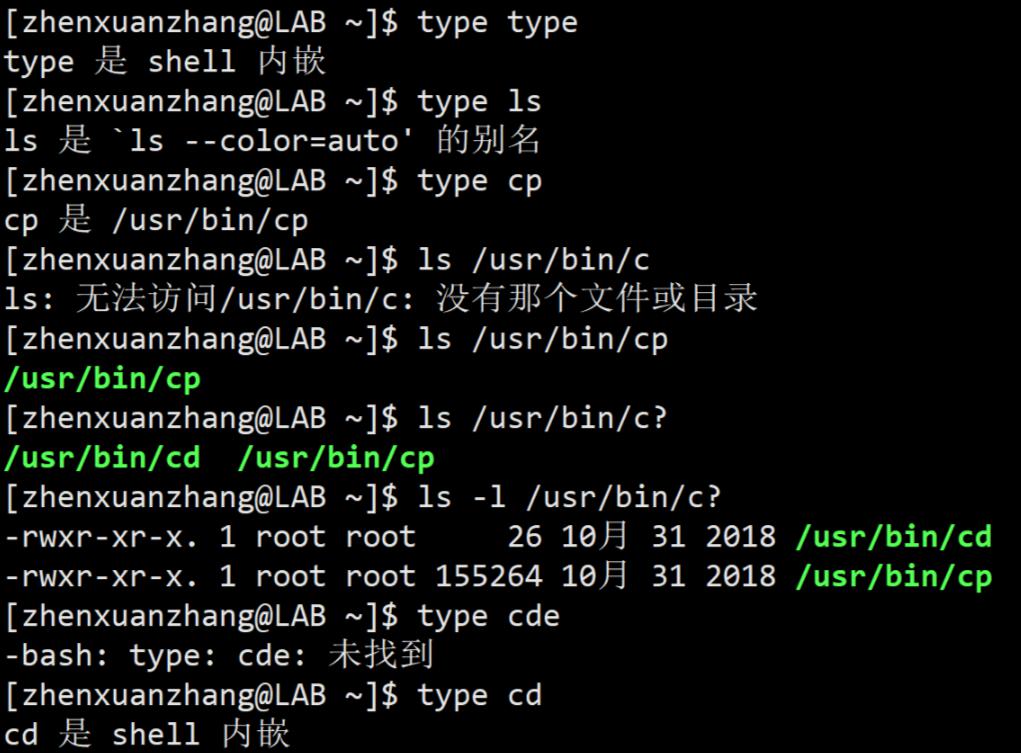 [zhenxuanzhang@LAB ~]$ type type
type 是 shell 内嵌
[zhenxuanzhang@LAB ~]$ type ls
ls 是 `ls --color=auto' 的别名
[zhenxuanzhang@LAB ~]$ type cp
cp 是 /usr/bin/cp
[zhenxuanzhang@LAB ~]$ ls /usr/bin/c
ls: 无法访问/usr/bin/c: 没有那个文件或目录
[zhenxuanzhang@LAB ~]$ ls /usr/bin/cp
/usr/bin/cp
[zhenxuanzhang@LAB ~]$ ls /usr/bin/c?
/usr/bin/cd  /usr/bin/cp
[zhenxuanzhang@LAB ~]$ ls -l /usr/bin/c?
-rwxr-xr-x. 1 root root     26 10月 31 2018 /usr/bin/cd
-rwxr-xr-x. 1 root root 155264 10月 31 2018 /usr/bin/cp
[zhenxuanzhang@LAB ~]$ type cde
-bash: type: cde: 未找到
[zhenxuanzhang@LAB ~]$ type cd
cd 是 shell 内嵌